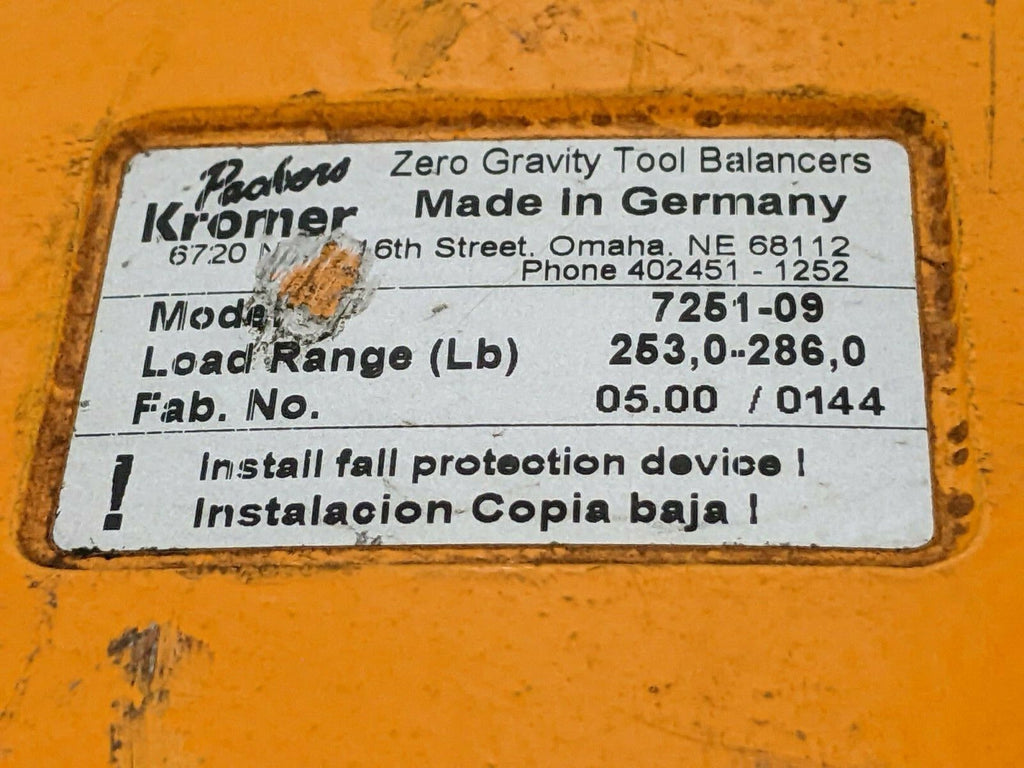 Packers
Kromer
Zero Gravity Tool Balancers
Made in Germany
6720 N 16th Street, Omaha, NE 68112
Phone 402451 - 1252
Mode
7251-09
Load Range (Lb)
253,0-286,0
Fab. No.
05.00 / 0144
! Install fall protection device !
Instalacion Copia baja !